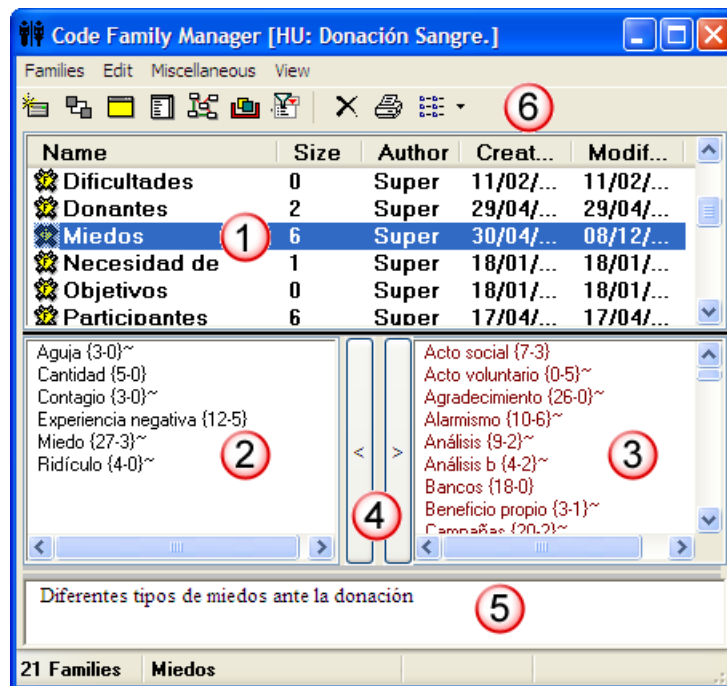 Code Family Manager [HU: Donación Sangre.]
Families Edit Miscellaneous View
6
Name Size Author Creat... Modif...
Dificultades 0 Super 11/02/... 11/02/...
Donantes 2 Super 29/04/... 29/04/...
Miedos 1 6 Super 30/04/... 08/12/...
Necesidad de 1 Super 18/01/... 18/01/...
Objetivos 0 Super 18/01/... 18/01/...
Participantes 6 Super 17/04/... 17/04/...
Aguja {3-0}~
Cantidad {5-0}
Contagio {3-0}~
Experiencia negativa {12-5}
Miedo {27-3}~
Ridículo {4-0}~
2
<
>
4
Acto social {7-3}
Acto voluntario {0-5}~
Agradecimiento {26-0}~
Alarmismo {10-6}~
Análisis {9-2}~
Análisis b {4-2}~
Bancos {18-0}
Beneficio propio {3-1}~
Campañas {20-2}~
3
Diferentes tipos de miedos ante la donación
5
21 Families Miedos